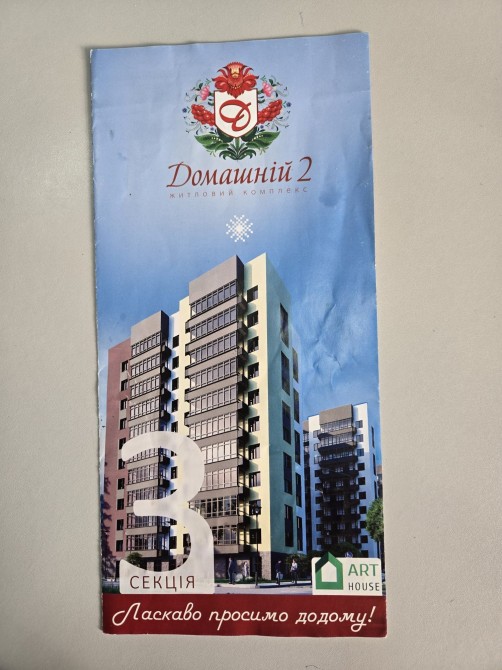 Д
Домашній 2
житловий комплекс
3
СЕКЦІЯ
ART
HOUSE
Ласкаво просимо додому!